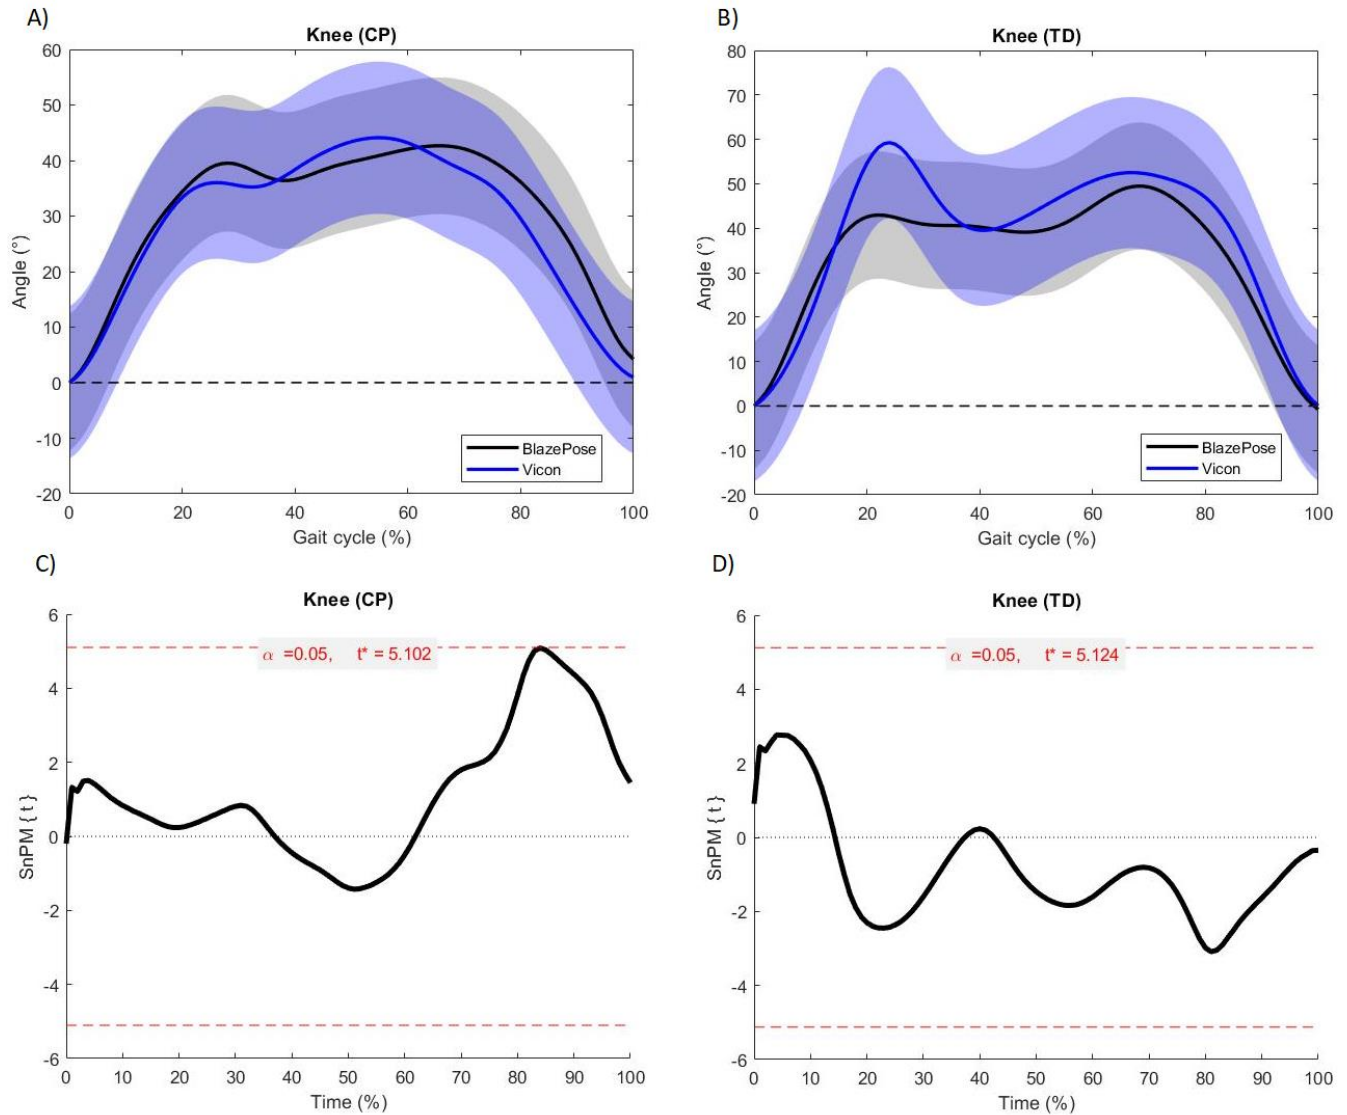 A)
Knee (CP)
60
50
40
30
20
10
0
-10
-20
Angle (°)
BlazePose
Vicon
0 20 40 60 80 100
Gait cycle (%)
B)
Knee (TD)
80
70
60
50
40
30
20
10
0
-10
-20
Angle (°)
BlazePose
Vicon
0 20 40 60 80 100
Gait cycle (%)
C)
Knee (CP)
6
4
2
0
-2
-4
-6
SnPM { t }
α =0.05, t* = 5.102
0 10 20 30 40 50 60 70 80 90 100
Time (%)
D)
Knee (TD)
6
4
2
0
-2
-4
-6
SnPM { t }
α =0.05, t* = 5.124
0 10 20 30 40 50 60 70 80 90 100
Time (%)